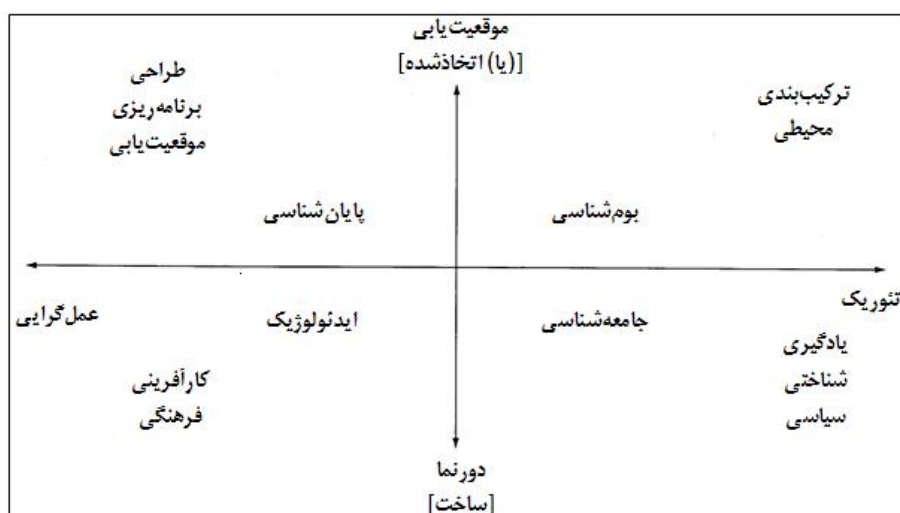 موقعیت‌یابی
[(یا) اتخاذشده]
ترکیب‌بندی
محیطی
طراحی
برنامه‌ریزی
موقعیت‌یابی
بوم‌شناسی
پایان‌شناسی
تئوریک
عمل‌گرایی
جامعه‌شناسی
ایدئولوژیک
یادگیری
شناختی
سیاسی
کارآفرینی
فرهنگی
دورنما
[ساخت]